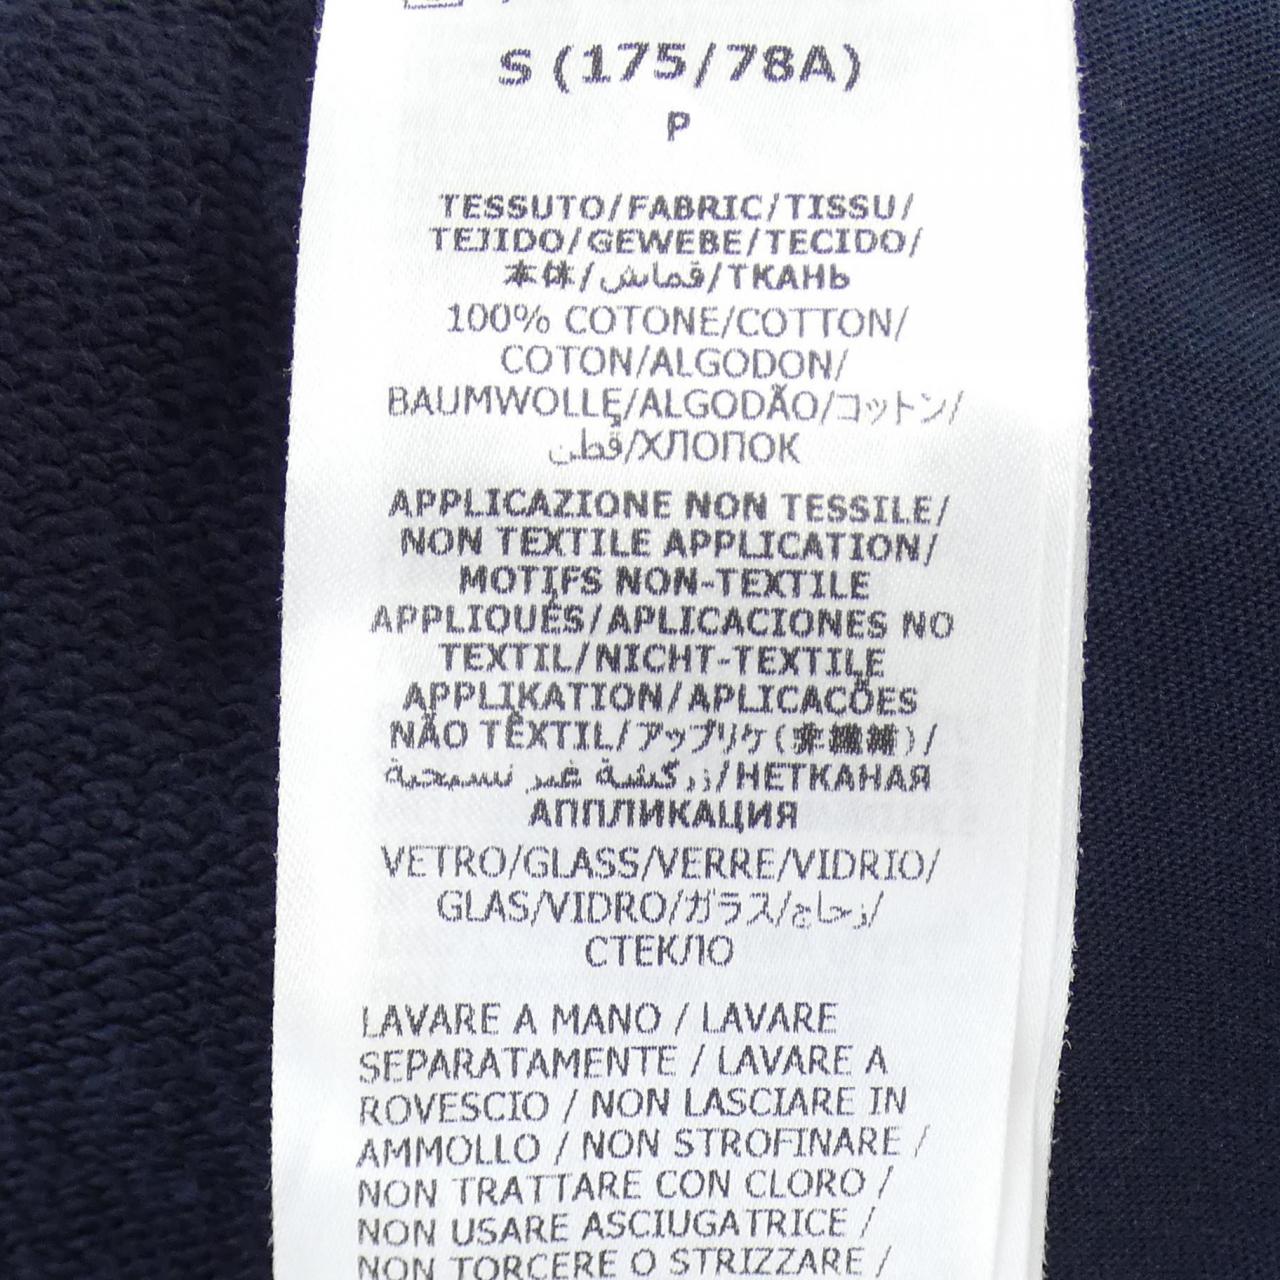 S (175/78A)
P
TESSUTO/FABRIC/TISSU/
TEJIDO/GEWEBE/TECIDO/
本体/قماش/ТКАНЬ
100% COTONE/COTTON/
COTON/ALGODON/
BAUMWOLLE/ALGODÃO/コットン/
قطن/ХЛОПОК
APPLICAZIONE NON TESSILE/
NON TEXTILE APPLICATION/
MOTIFS NON-TEXTILE
APPLIQUÉS/APLICACIONES NO
TEXTIL/NICHT-TEXTILE
APPLIKATION/APLICAÇÕES
NÃO TÊXTIL/アップリケ(非繊維)/
زركشة غير نسيجية/НЕТКАНАЯ
АППЛИКАЦИЯ
VETRO/GLASS/VERRE/VIDRIO/
GLAS/VIDRO/ガラス/زجاج/
СТЕКЛО
LAVARE A MANO / LAVARE
SEPARATAMENTE / LAVARE A
ROVESCIO / NON LASCIARE IN
AMMOLLO / NON STROFINARE /
NON TRATTARE CON CLORO /
NON USARE ASCIUGATRICE /
NON TORCERE O STRIZZARE /